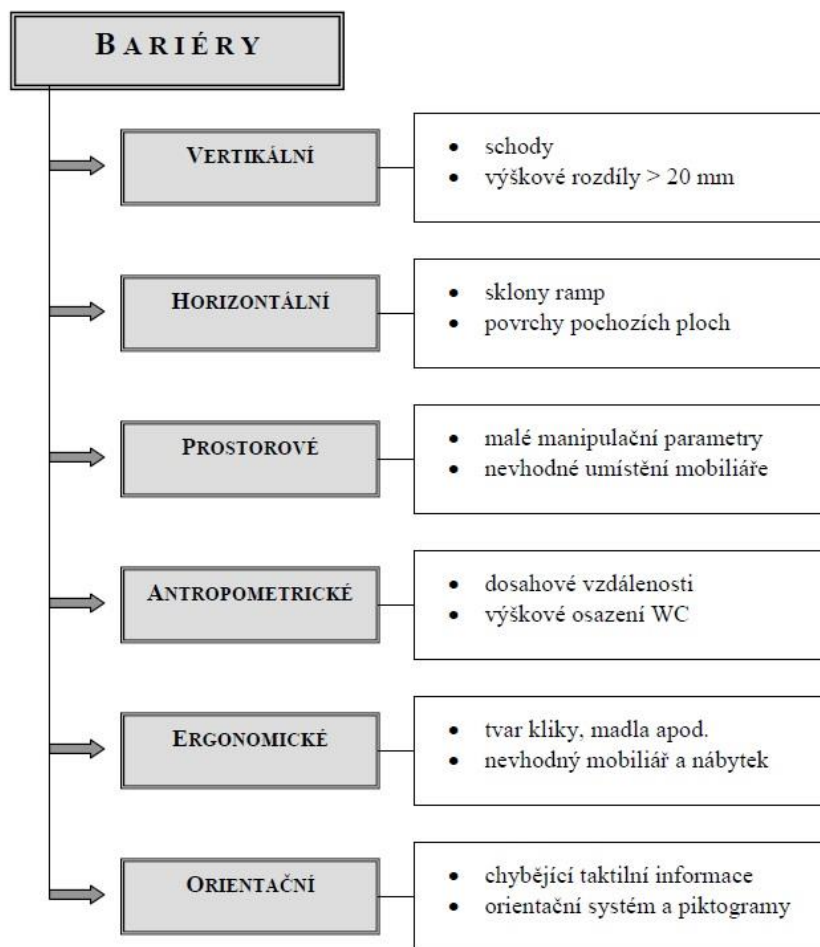 BARIÉRY
VERTIKÁLNÍ
• schody
• výškové rozdíly > 20 mm
HORIZONTÁLNÍ
• sklony ramp
• povrchy pochozích ploch
PROSTOROVÉ
• malé manipulační parametry
• nevhodné umístění mobiliáře
ANTROPOMETRICKÉ
• dosahové vzdálenosti
• výškové osazení WC
ERGONOMICKÉ
• tvar kliky, madla apod.
• nevhodný mobiliář a nábytek
ORIENTAČNÍ
• chybějící taktilní informace
• orientační systém a piktogramy